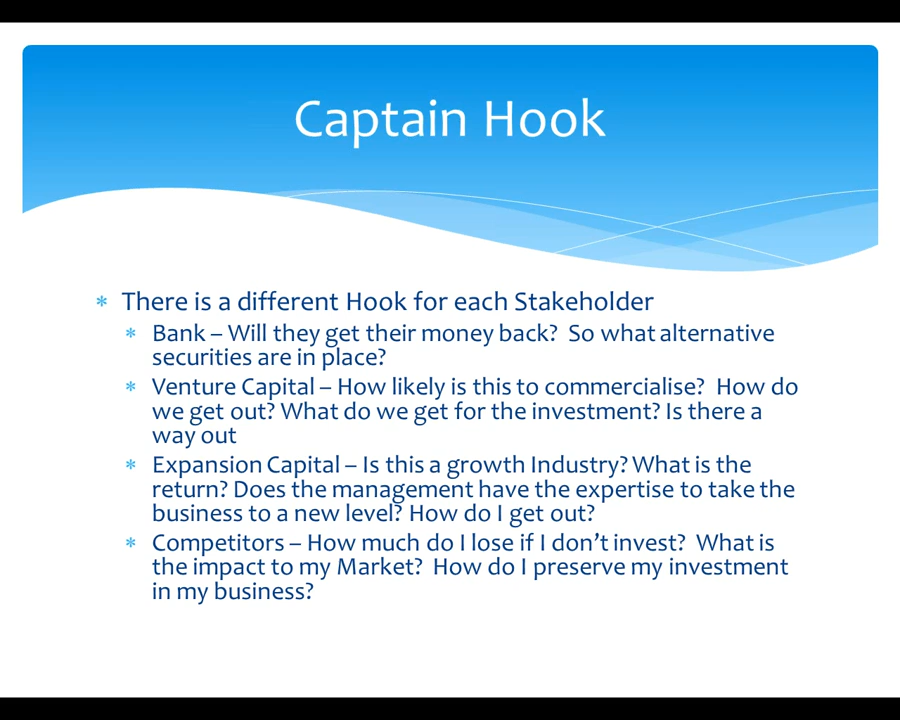 Captain Hook
* There is a different Hook for each Stakeholder
* Bank – Will they get their money back?  So what alternative
securities are in place?
* Venture Capital – How likely is this to commercialise?  How do
we get out? What do we get for the investment? Is there a
way out
* Expansion Capital – Is this a growth Industry? What is the
return? Does the management have the expertise to take the
business to a new level? How do I get out?
* Competitors – How much do I lose if I don’t invest?  What is
the impact to my Market?  How do I preserve my investment
in my business?